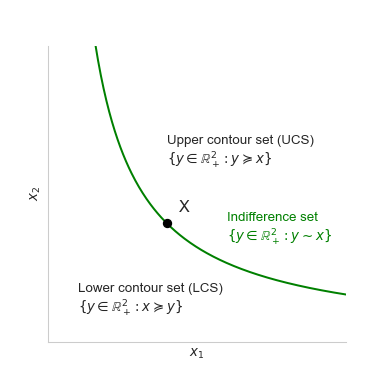 Upper contour set (UCS)
{y ∈ ℝ²₊ : y ≽ x}
x₂
X
Indifference set
{y ∈ ℝ²₊ : y ∼ x}
Lower contour set (LCS)
{y ∈ ℝ²₊ : x ≽ y}
x₁